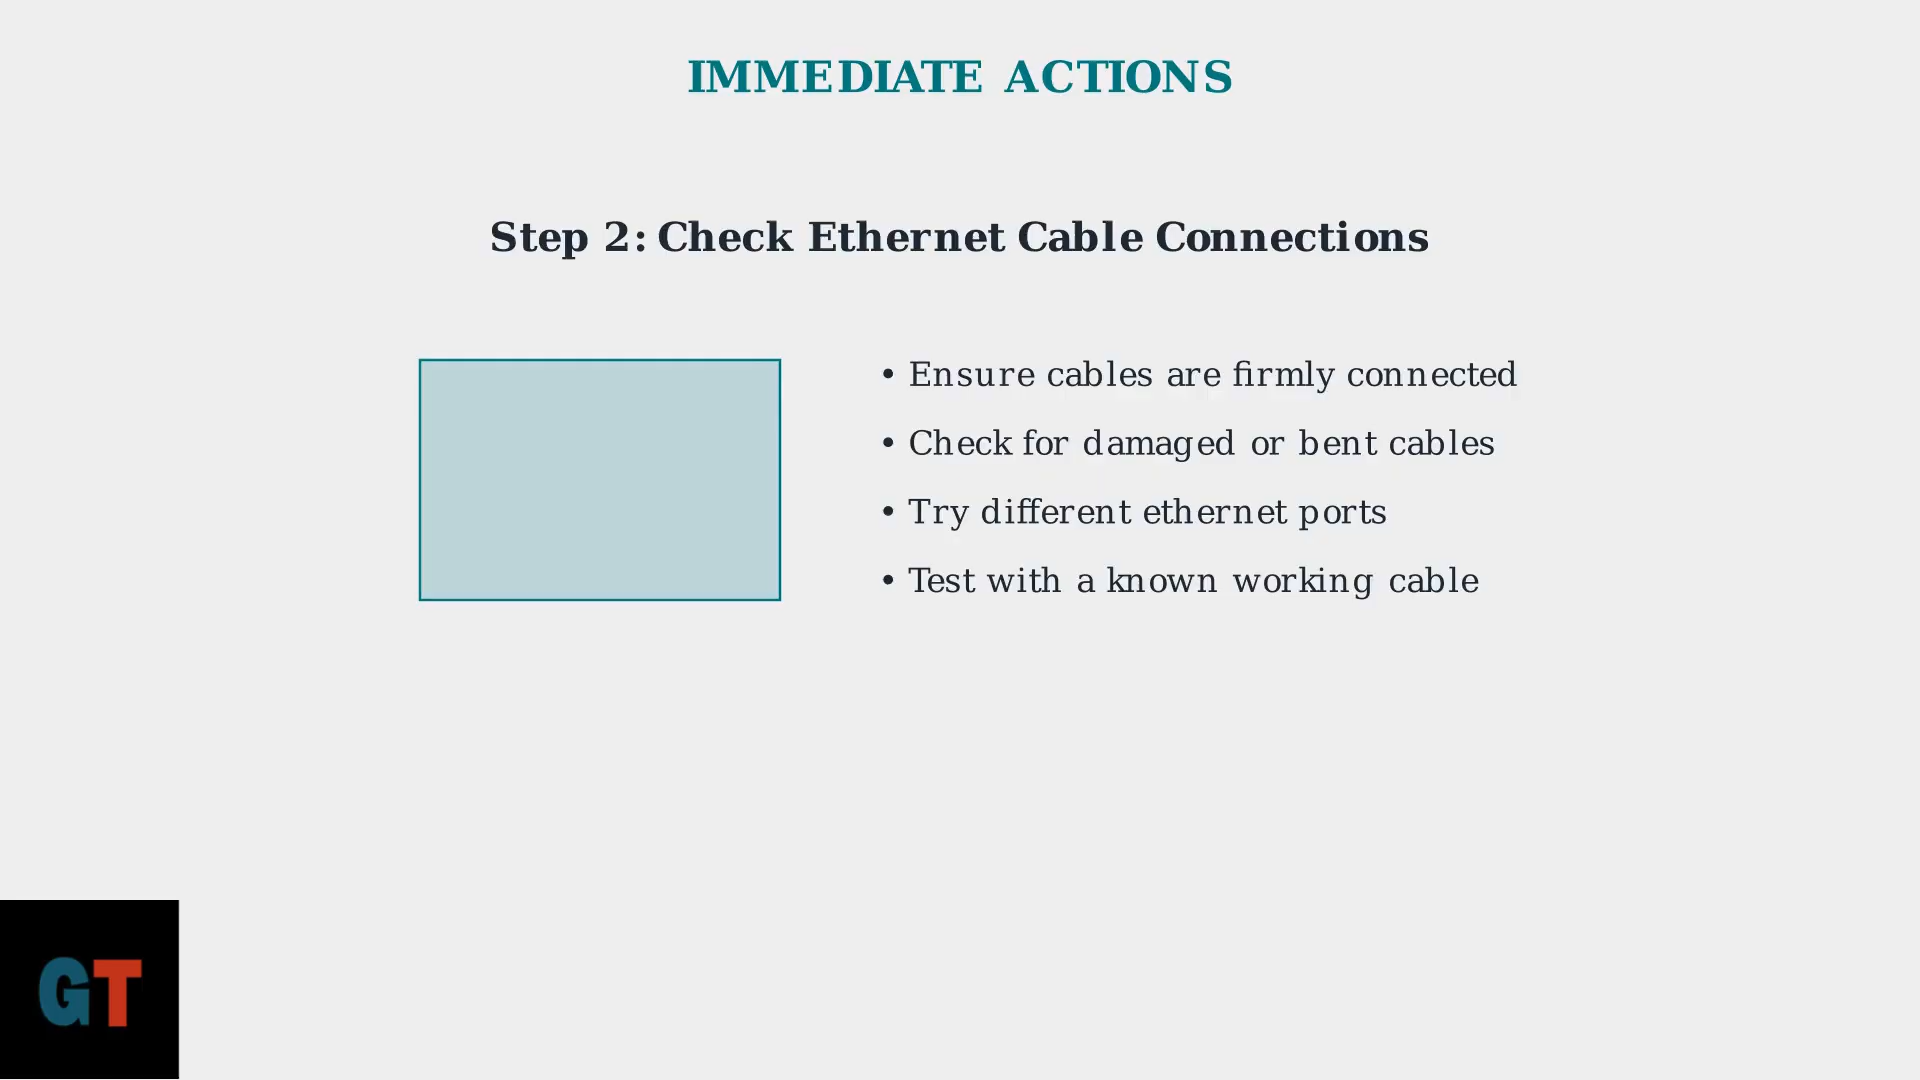 IMMEDIATE ACTIONS
Step 2: Check Ethernet Cable Connections
• Ensure cables are firmly connected
• Check for damaged or bent cables
• Try different ethernet ports
• Test with a known working cable
GT